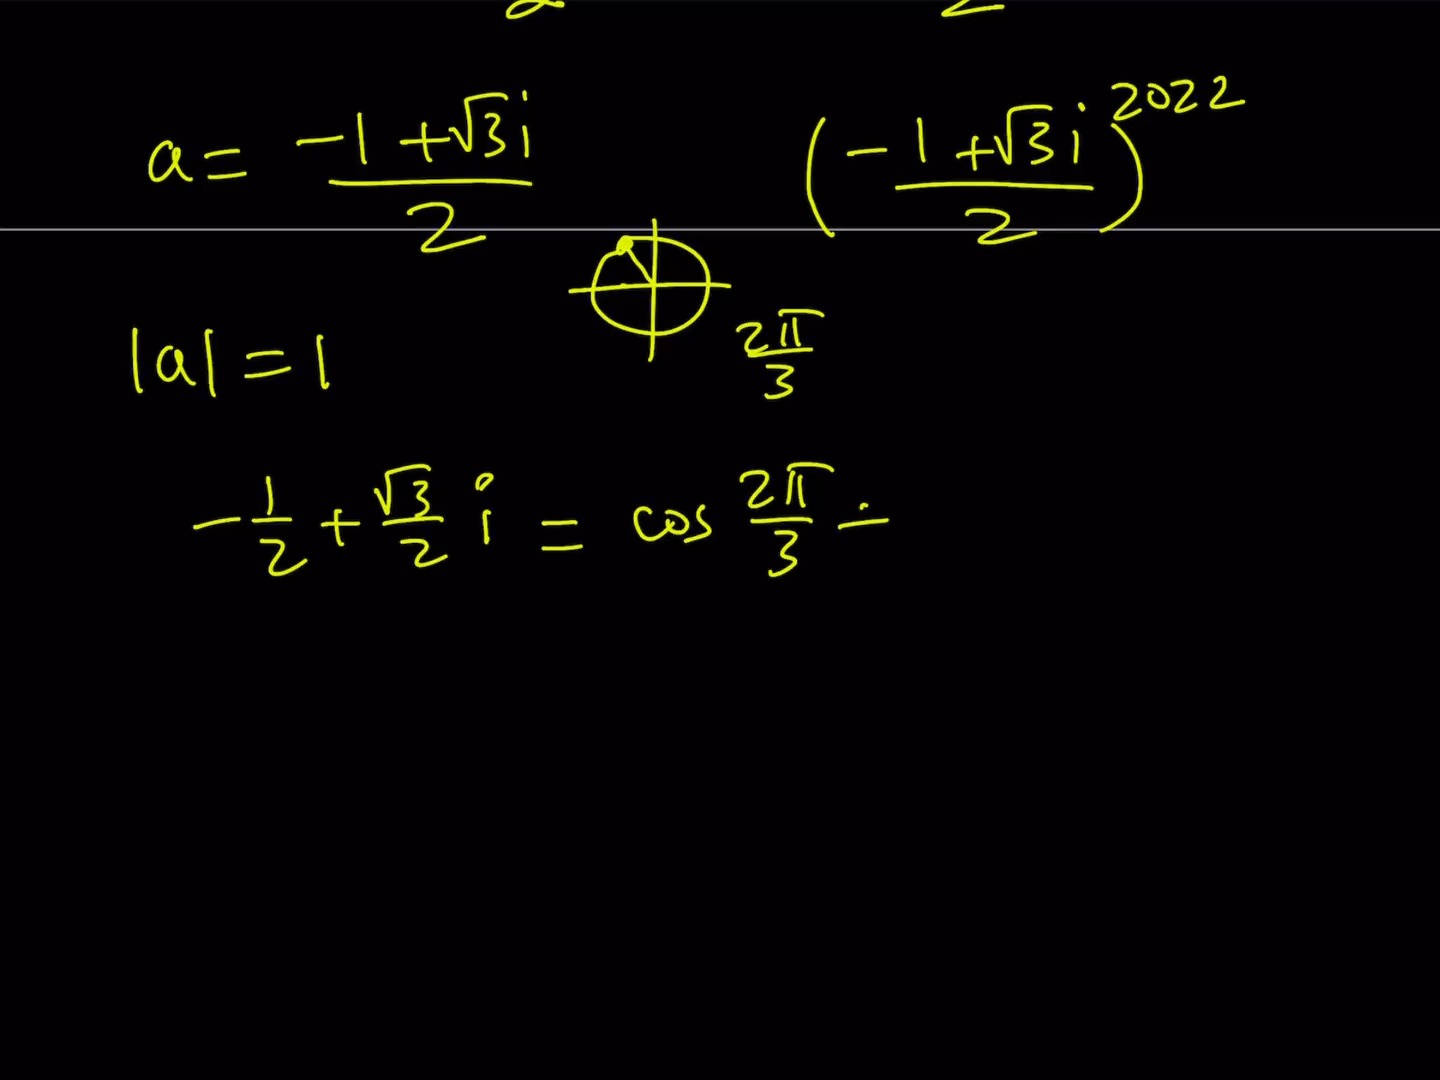 a = (-1 + √3 i)/2    ((-1 + √3 i)/2)^2022
|a| = 1    2π/3
-1/2 + √3/2 i = cos 2π/3